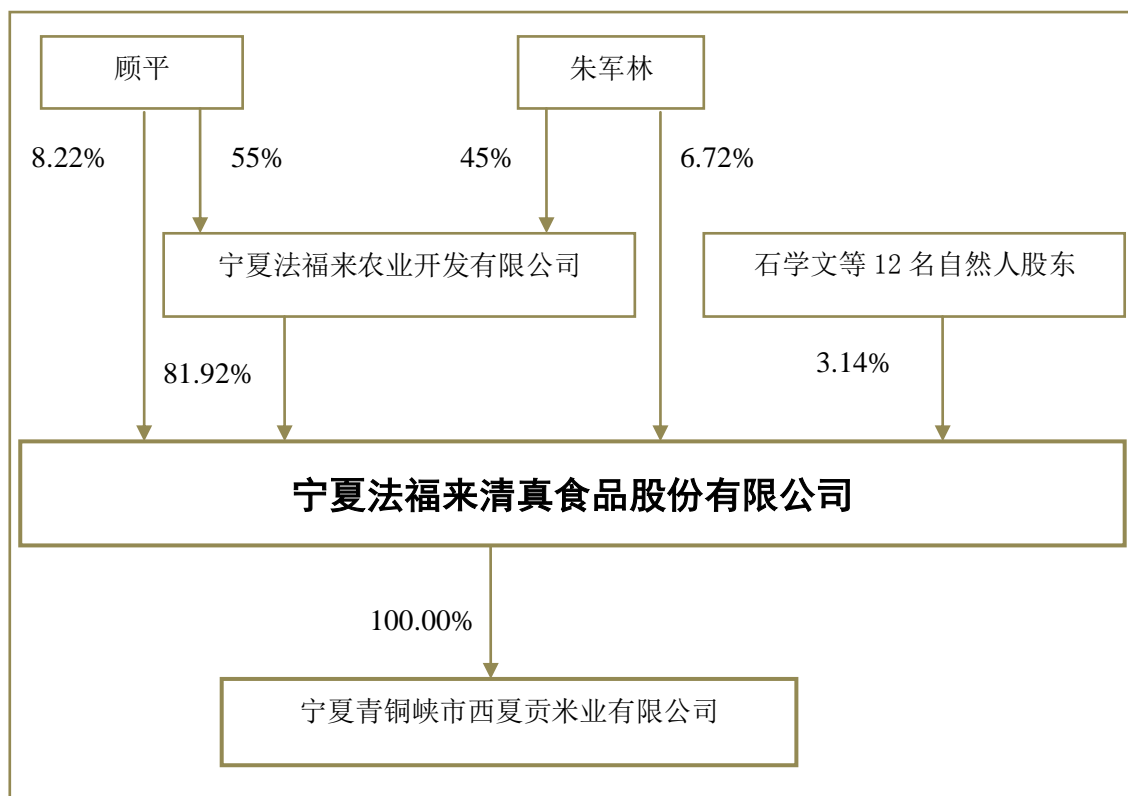 顾平
朱军林
8.22%
55%
45%
6.72%
宁夏法福来农业开发有限公司
石学文等 12 名自然人股东
81.92%
3.14%
宁夏法福来清真食品股份有限公司
100.00%
宁夏青铜峡市西夏贡米业有限公司